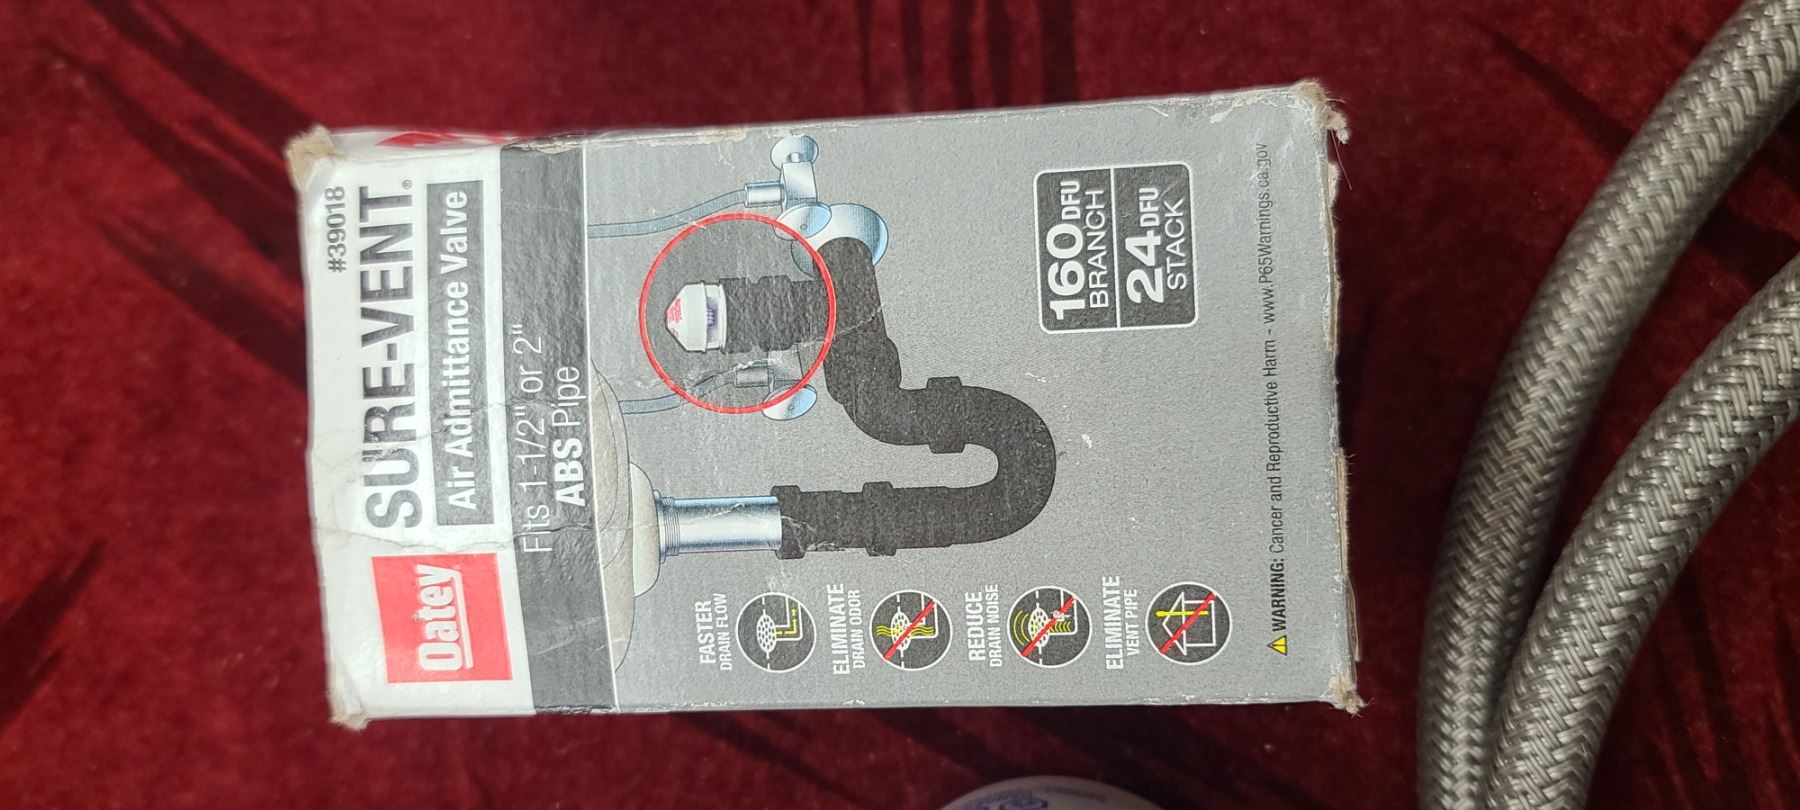 #39018
Oatey
SURE-VENT®
Air Admittance Valve
Fits 1-1/2" or 2"
ABS Pipe
FASTER
DRAIN FLOW
ELIMINATE
DRAIN ODOR
REDUCE
DRAIN NOISE
ELIMINATE
VENT PIPE
160 DFU
BRANCH
24 DFU
STACK
WARNING: Cancer and Reproductive Harm - www.P65Warnings.ca.gov